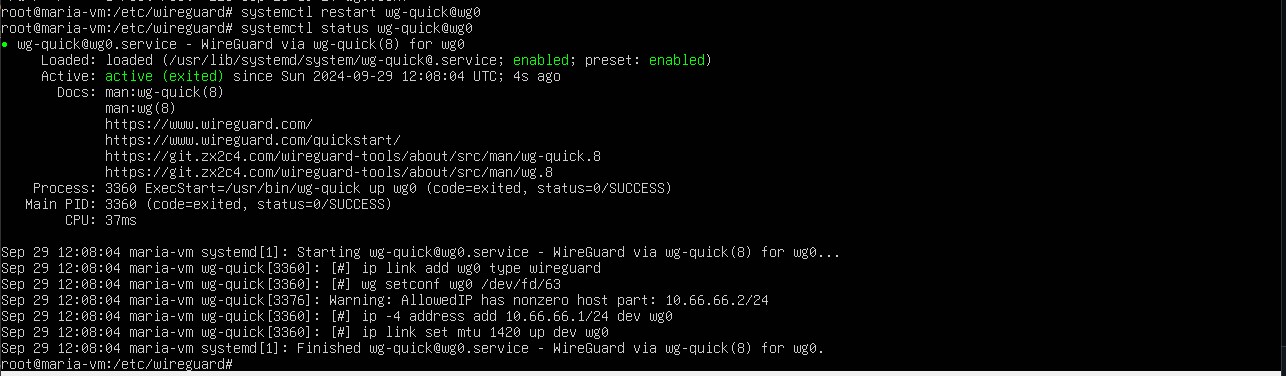 root@maria-vm:/etc/wireguard# systemctl restart wg-quick@wg0
root@maria-vm:/etc/wireguard# systemctl status wg-quick@wg0
● wg-quick@wg0.service - WireGuard via wg-quick(8) for wg0
Loaded: loaded (/usr/lib/systemd/system/wg-quick@.service; enabled; preset: enabled)
Active: active (exited) since Sun 2024-09-29 12:08:04 UTC; 4s ago
Docs: man:wg-quick(8)
man:wg(8)
https://www.wireguard.com/
https://www.wireguard.com/quickstart/
https://git.zx2c4.com/wireguard-tools/about/src/man/wg-quick.8
https://git.zx2c4.com/wireguard-tools/about/src/man/wg.8
Process: 3360 ExecStart=/usr/bin/wg-quick up wg0 (code=exited, status=0/SUCCESS)
Main PID: 3360 (code=exited, status=0/SUCCESS)
CPU: 37ms
Sep 29 12:08:04 maria-vm systemd[1]: Starting wg-quick@wg0.service - WireGuard via wg-quick(8) for wg0...
Sep 29 12:08:04 maria-vm wg-quick[3360]: [#] ip link add wg0 type wireguard
Sep 29 12:08:04 maria-vm wg-quick[3360]: [#] wg setconf wg0 /dev/fd/63
Sep 29 12:08:04 maria-vm wg-quick[3376]: Warning: AllowedIP has nonzero host part: 10.66.66.2/24
Sep 29 12:08:04 maria-vm wg-quick[3360]: [#] ip -4 address add 10.66.66.1/24 dev wg0
Sep 29 12:08:04 maria-vm wg-quick[3360]: [#] ip link set mtu 1420 up dev wg0
Sep 29 12:08:04 maria-vm systemd[1]: Finished wg-quick@wg0.service - WireGuard via wg-quick(8) for wg0.
root@maria-vm:/etc/wireguard#